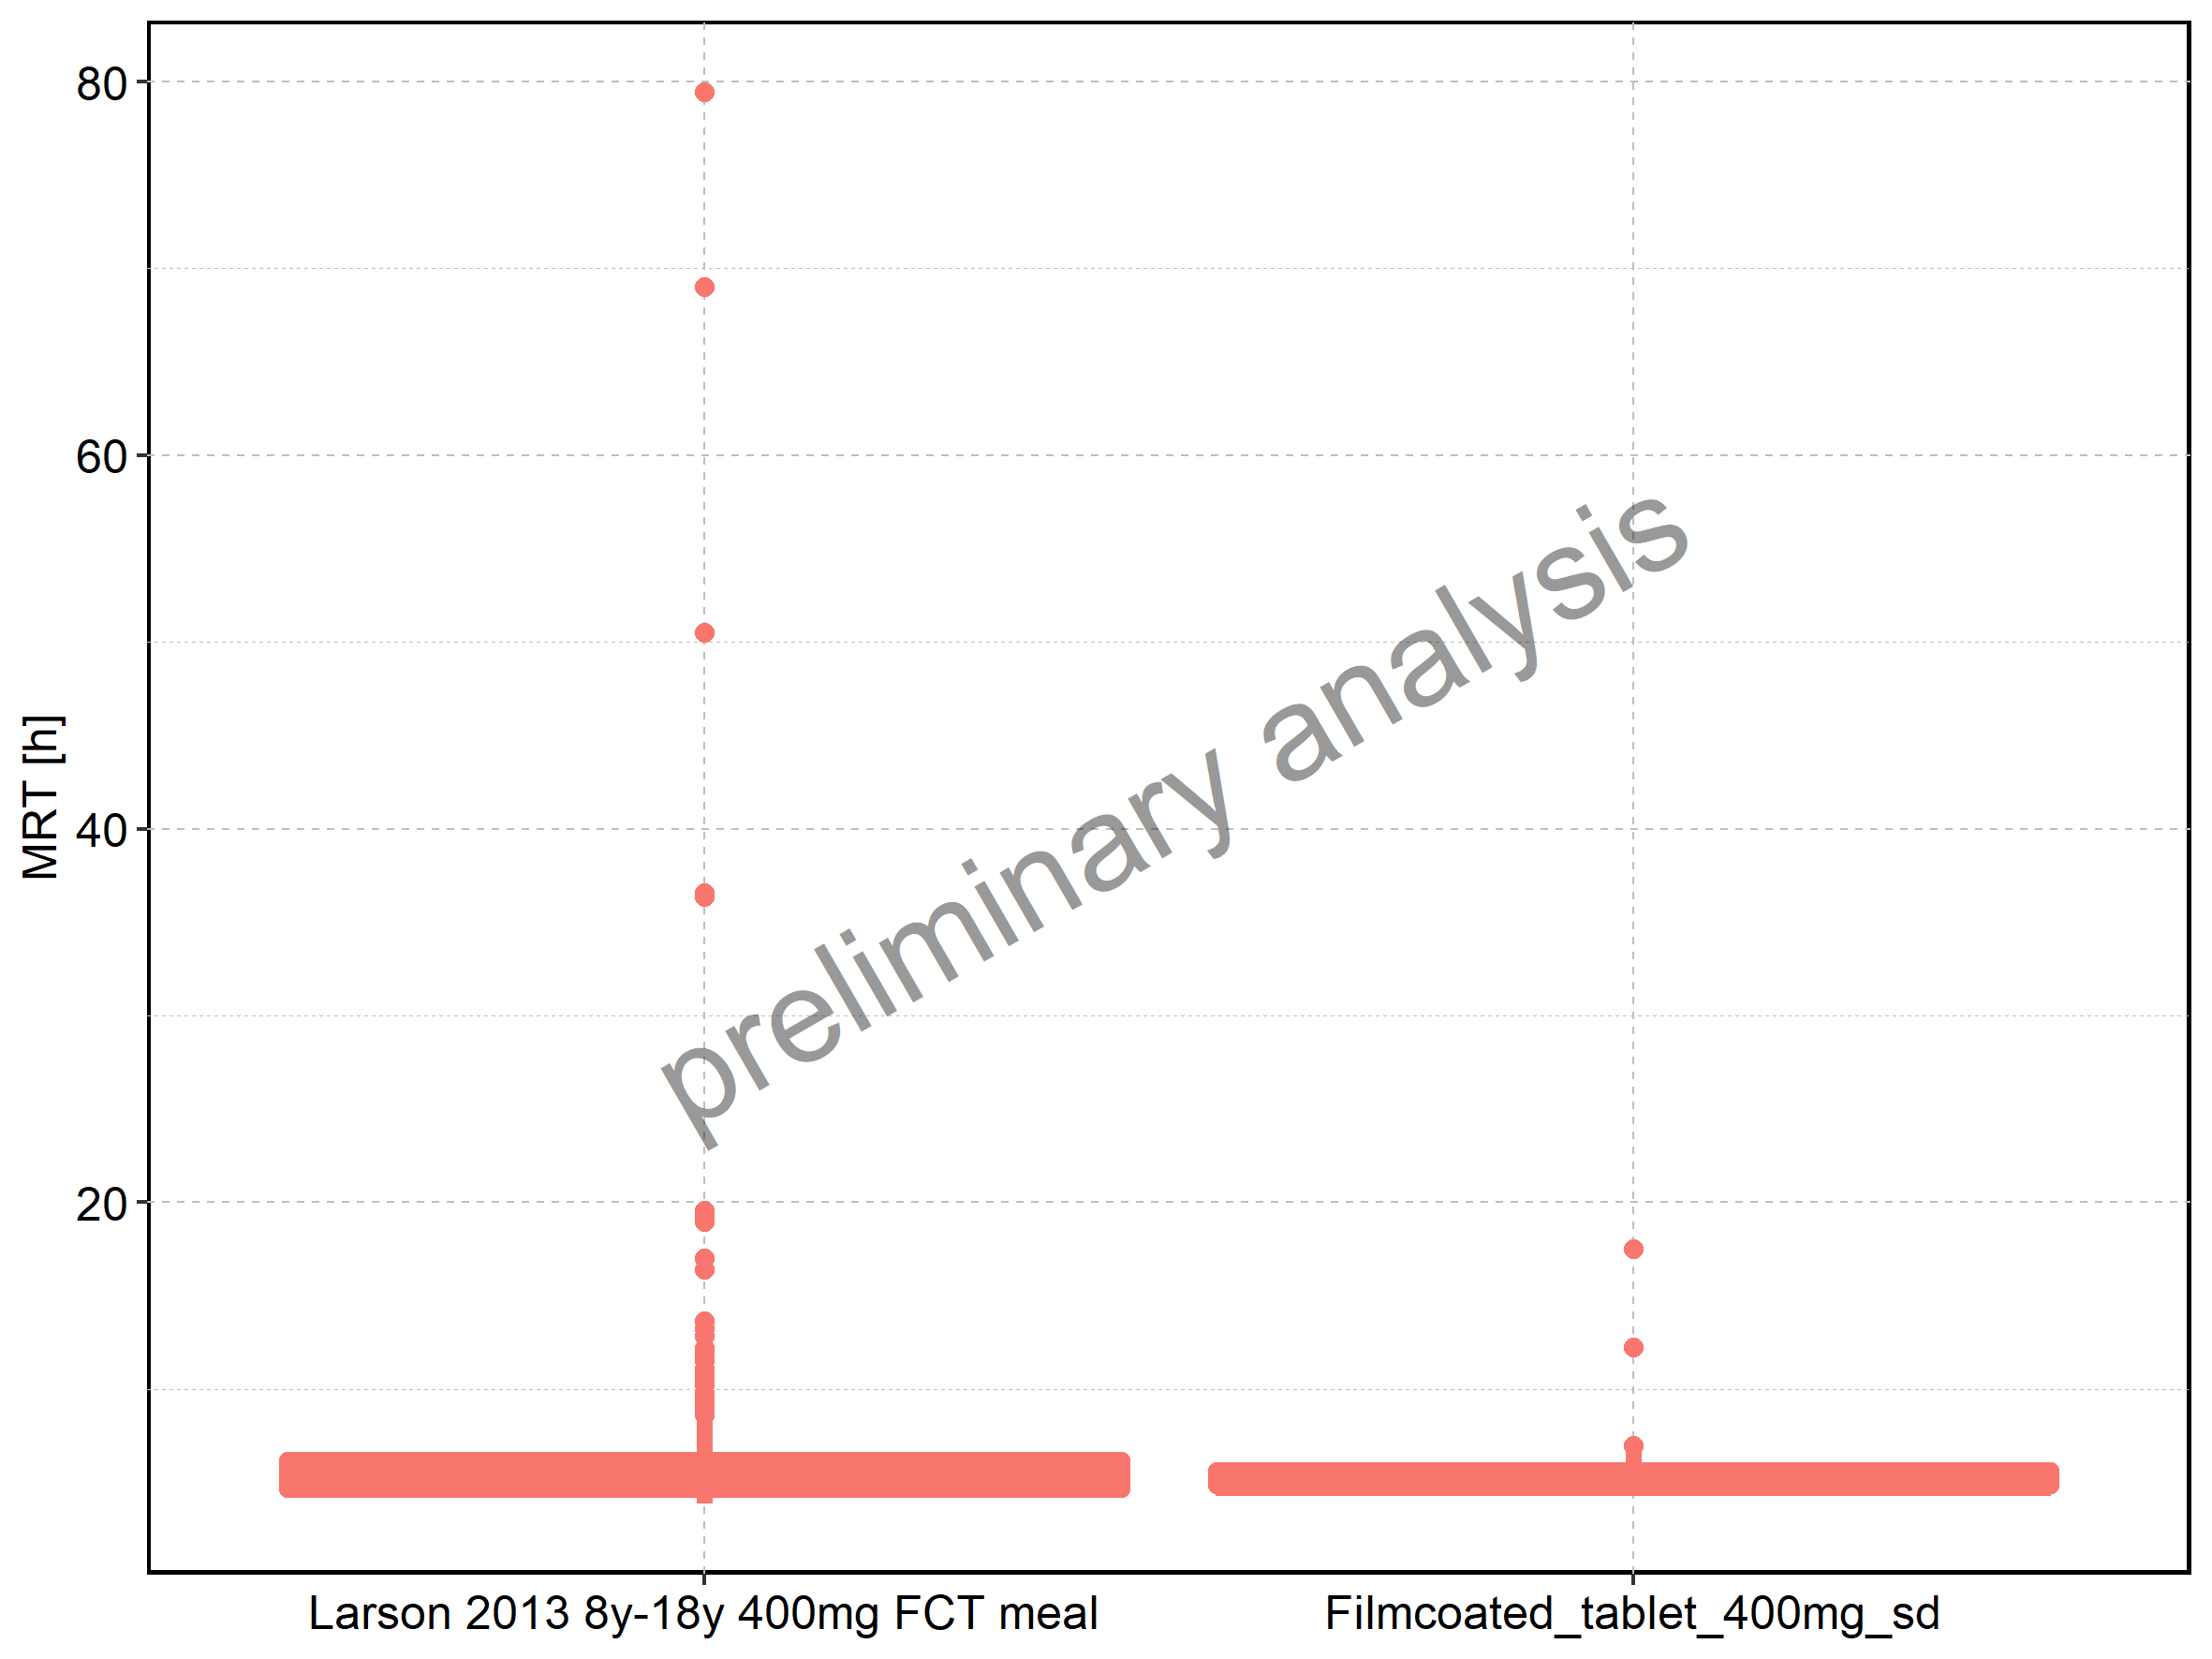 80
60
40
20
MRT [h]
preliminary analysis
Larson 2013 8y-18y 400mg FCT meal
Filmcoated_tablet_400mg_sd